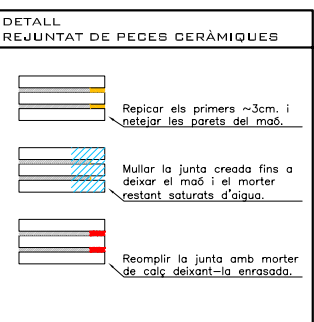 DETALL
REJUNTAT DE PECES CERÀMIQUES
Repicar els primers ~3cm. i
netejar les parets del maó.
Mullar la junta creada fins a
deixar el maó i el morter
restant saturats d'aigua.
Reomplir la junta amb morter
de calç deixant-la enrasada.